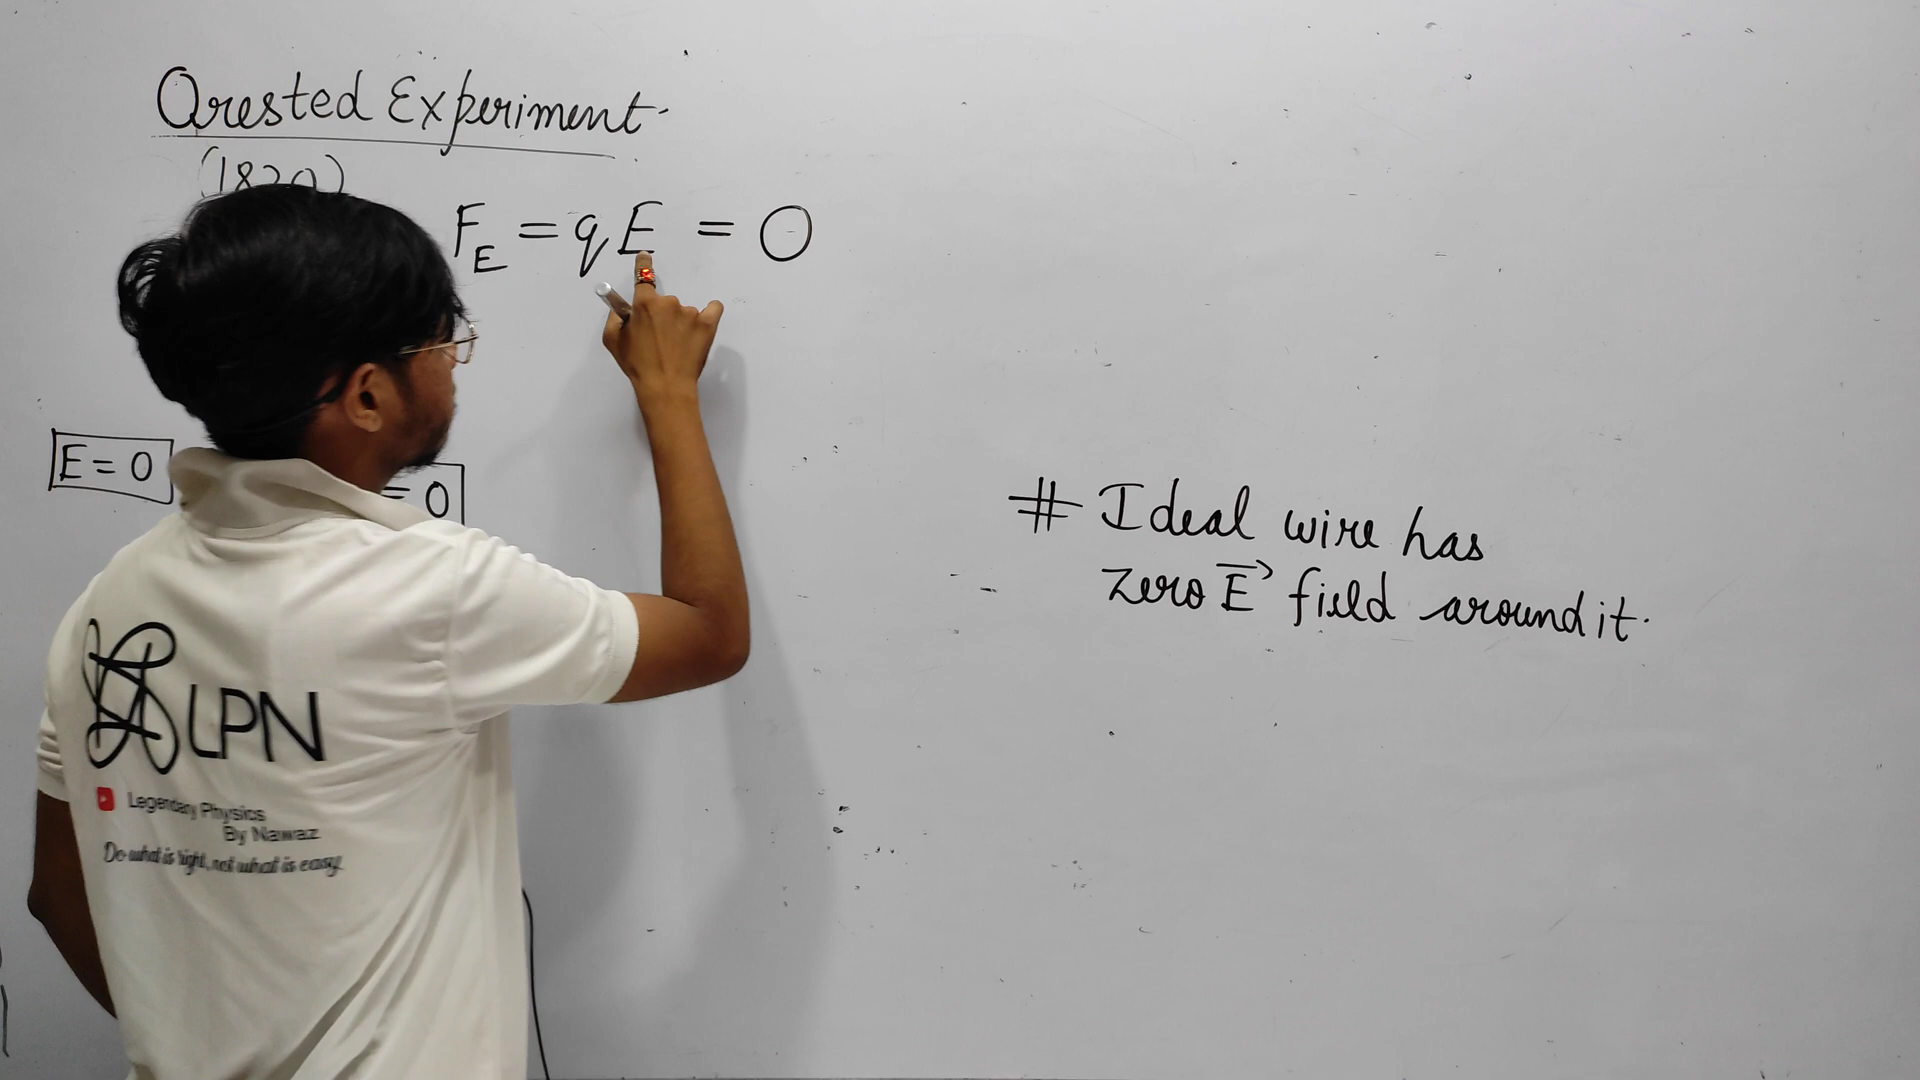 Orested Experiment.
(1820)
F_E = qE = 0
E = 0
= 0
# Ideal wire has
zero E⃗ field around it.
LPN
Legendary Physics
By Nawaz
Do what is right, not what is easy.